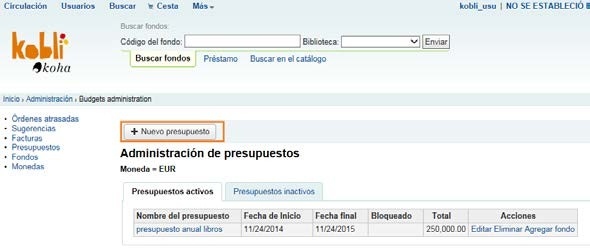 Circulación Usuarios Buscar Cesta Más kobli_usu | NO SE ESTABLECIÓ
Buscar fondos:
Código del fondo: Biblioteca: Enviar
kobli
koha
Buscar fondos Préstamo Buscar en el catálogo
Inicio › Administración › Budgets administration
• Órdenes atrasadas
• Sugerencias
• Facturas
• Presupuestos
• Fondos
• Monedas
+ Nuevo presupuesto
Administración de presupuestos
Moneda = EUR
Presupuestos activos Presupuestos inactivos
Nombre del presupuesto Fecha de Inicio Fecha final Bloqueado Total Acciones
presupuesto anual libros 11/24/2014 11/24/2015 250,000.00 Editar Eliminar Agregar fondo